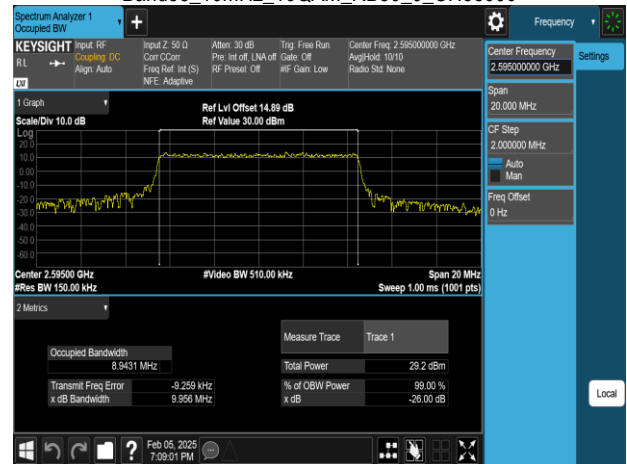 Spectrum Analyzer 1
Occupied BW
Frequency
KEYSIGHT
RL
LXI
Input: RF
Coupling: DC
Align: Auto
Input Z: 50 Ω
Corr CCorr
Freq Ref: Int (S)
NFE: Adaptive
Atten: 30 dB
Pre: Int off, LNA off
RF Preset: Off
Trig: Free Run
Gate: Off
#IF Gain: Low
Center Freq: 2.595000000 GHz
Avg|Hold: 10/10
Radio Std: None
Center Frequency
2.595000000 GHz
Settings
Span
20.000 MHz
CF Step
2.000000 MHz
Auto
Man
Freq Offset
0 Hz
Local
1 Graph
Scale/Div 10.0 dB
Ref Lvl Offset 14.89 dB
Ref Value 30.00 dBm
Log
20.0
10.0
0.00
-10.0
-20.0
-30.0
-40.0
-50.0
-60.0
Center 2.59500 GHz
#Video BW 510.00 kHz
Span 20 MHz
#Res BW 150.00 kHz
Sweep 1.00 ms (1001 pts)
2 Metrics
Measure Trace Trace 1
Occupied Bandwidth
8.9431 MHz
Total Power 29.2 dBm
Transmit Freq Error -9.259 kHz
% of OBW Power 99.00 %
x dB Bandwidth 9.956 MHz
x dB -26.00 dB
Feb 05, 2025
7:09:01 PM